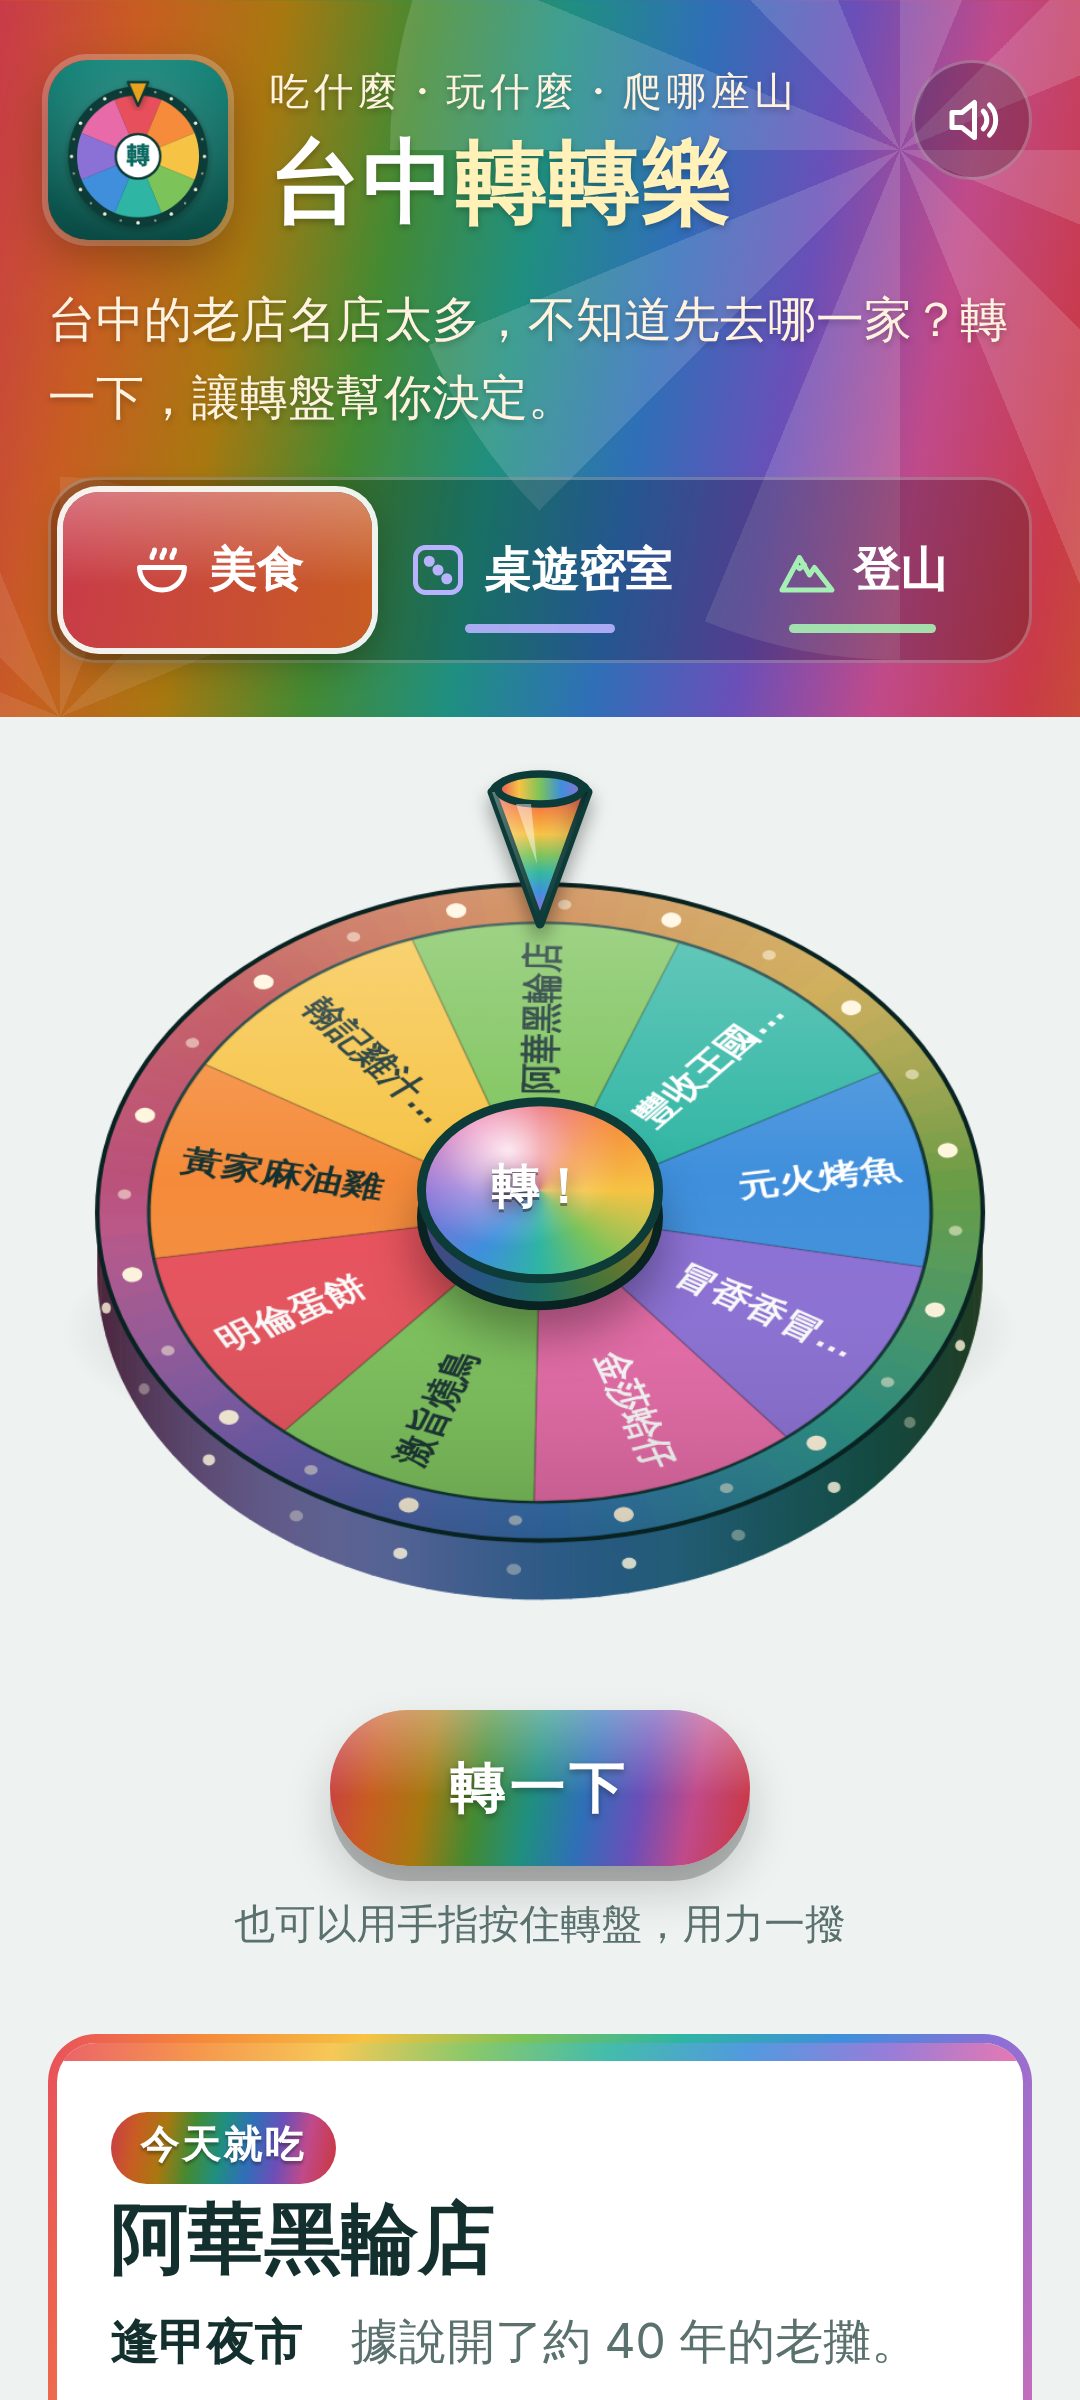 轉
吃什麼・玩什麼・爬哪座山
台中轉轉樂
台中的老店名店太多，不知道先去哪一家？轉
一下，讓轉盤幫你決定。
美食
桌遊密室
登山
阿華黑輪店
豐收王國…
元火烤魚
冒香香冒…
金莎蛤仔
激旨燒鳥
明倫蛋餅
黃家麻油雞
翰記雞汁…
轉！
轉一下
也可以用手指按住轉盤，用力一撥
今天就吃
阿華黑輪店
逢甲夜市　據說開了約 40 年的老攤。